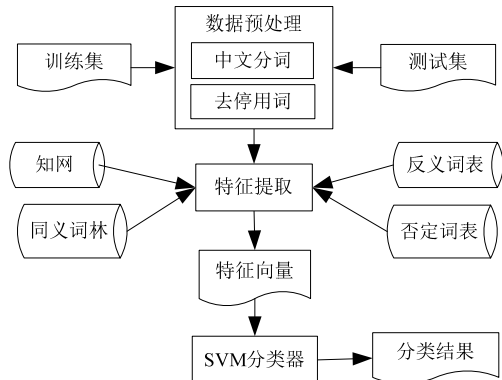 数据预处理
训练集
中文分词
测试集
去停用词
知网
反义词表
特征提取
同义词林
否定词表
特征向量
SVM分类器
分类结果